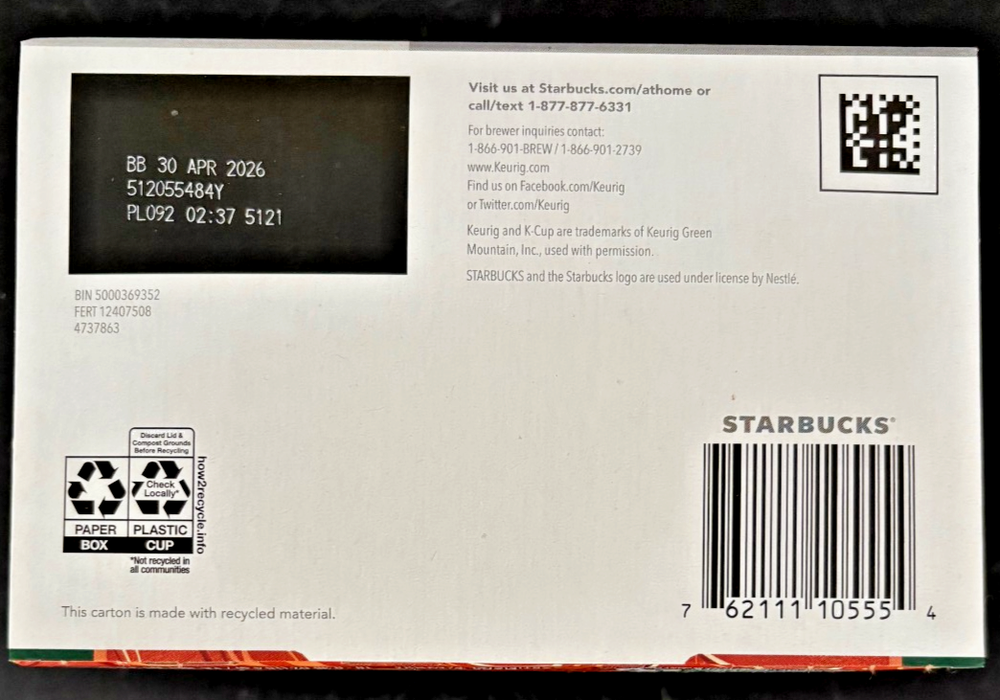 BB 30 APR 2026
512055484Y
PL092 02:37 5121
BIN 5000369352
FERT 12407508
4737863
Visit us at Starbucks.com/athome or
call/text 1-877-877-6331
For brewer inquiries contact:
1-866-901-BREW / 1-866-901-2739
www.Keurig.com
Find us on Facebook.com/Keurig
or Twitter.com/Keurig
Keurig and K-Cup are trademarks of Keurig Green
Mountain, Inc., used with permission.
STARBUCKS and the Starbucks logo are used under license by Nestlé.
Discard Lid &
Compost Grounds
Before Recycling
Check
Locally*
PAPER
BOX
PLASTIC
CUP
how2recycle.info
*Not recycled in
all communities
This carton is made with recycled material.
STARBUCKS®
7 62111 10555 4